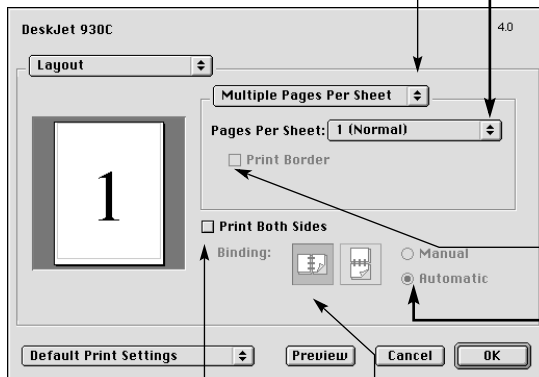 DeskJet 930C 4.0
Layout
Multiple Pages Per Sheet
Pages Per Sheet: 1 (Normal)
Print Border
1
Print Both Sides
Binding:
Manual
Automatic
Default Print Settings Preview Cancel OK